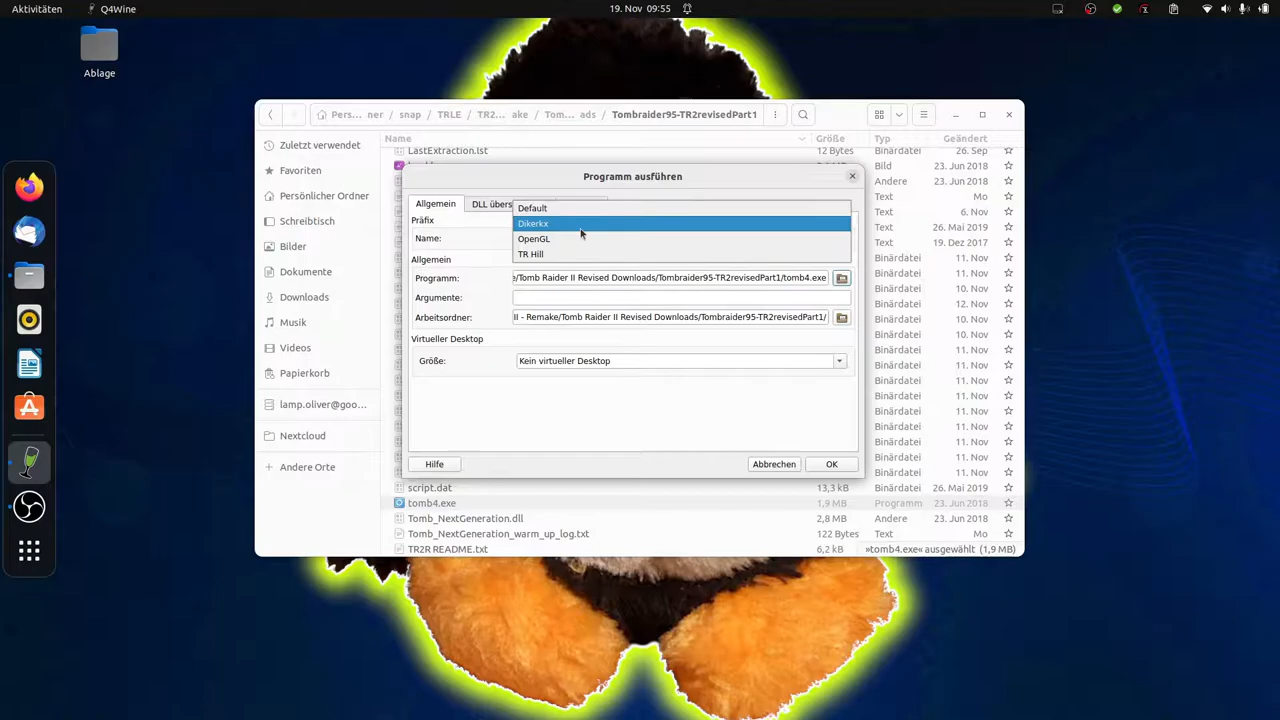 Aktivitäten
Q4Wine
19. Nov 09:55
Ablage
Pers… ner
snap
TRLE
TR2… ake
Tom… ads
Tombraider95-TR2revisedPart1
Zuletzt verwendet
Favoriten
Persönlicher Ordner
Schreibtisch
Bilder
Dokumente
Downloads
Musik
Videos
Papierkorb
lamp.oliver@goo…
Nextcloud
Andere Orte
Name
Größe
Typ
Geändert
LastExtraction.lst
12 Bytes
Binärdatei
26. Sep
Bild
23. Jun 2018
Andere
23. Jun 2018
Text
Mo
Text
6. Nov
Text
26. Mai 2019
Text
19. Dez 2017
Binärdatei
11. Nov
Binärdatei
11. Nov
Binärdatei
10. Nov
Binärdatei
12. Nov
Binärdatei
10. Nov
Binärdatei
10. Nov
Binärdatei
11. Nov
Binärdatei
11. Nov
Binärdatei
11. Nov
Binärdatei
11. Nov
Binärdatei
11. Nov
Binärdatei
11. Nov
Binärdatei
11. Nov
Binärdatei
11. Nov
script.dat
13,3 kB
Binärdatei
26. Mai 2019
tomb4.exe
1,9 MB
Programm
23. Jun 2018
Tomb_NextGeneration.dll
2,8 MB
Andere
23. Jun 2018
Tomb_NextGeneration_warm_up_log.txt
122 Bytes
Text
Mo
TR2R README.txt
6,2 kB
»tomb4.exe« ausgewählt (1,9 MB)
Programm ausführen
Allgemein
DLL übers
Präfix
Name:
Default
Dikerkx
OpenGL
TR Hill
Allgemein
Programm:
e/Tomb Raider II Revised Downloads/Tombraider95-TR2revisedPart1/tomb4.exe
Argumente:
Arbeitsordner:
II - Remake/Tomb Raider II Revised Downloads/Tombraider95-TR2revisedPart1/
Virtueller Desktop
Größe:
Kein virtueller Desktop
Hilfe
Abbrechen
OK